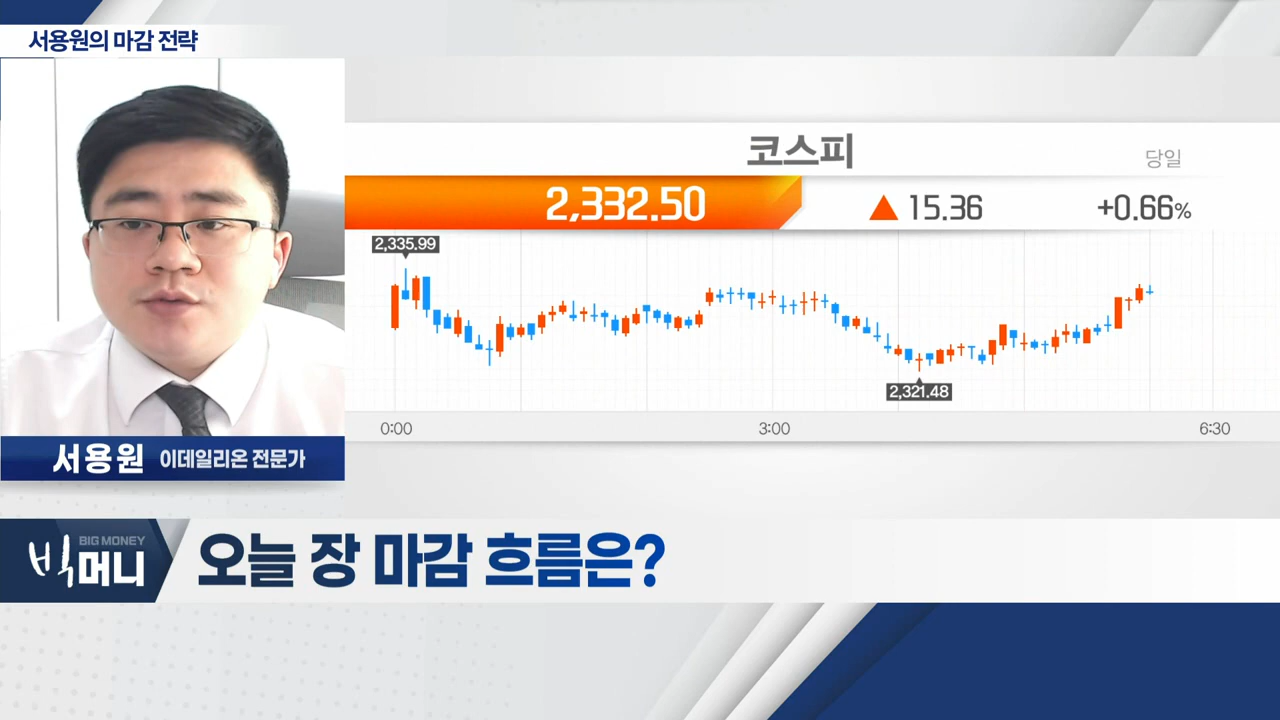 서용원의 마감 전략
코스피
당일
2,332.50 ▲ 15.36 +0.66%
2,335.99
2,321.48
0:00 3:00 6:30
서용원 이데일리온 전문가
BIG MONEY
빅머니
오늘 장 마감 흐름은?